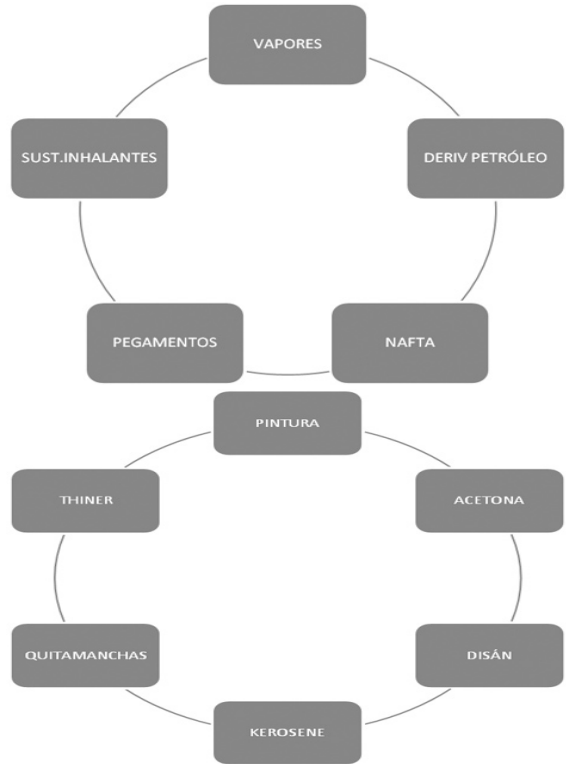 VAPORES
SUST.INHALANTES
DERIV PETRÓLEO
PEGAMENTOS
NAFTA
PINTURA
THINER
ACETONA
QUITAMANCHAS
DISÁN
KEROSENE